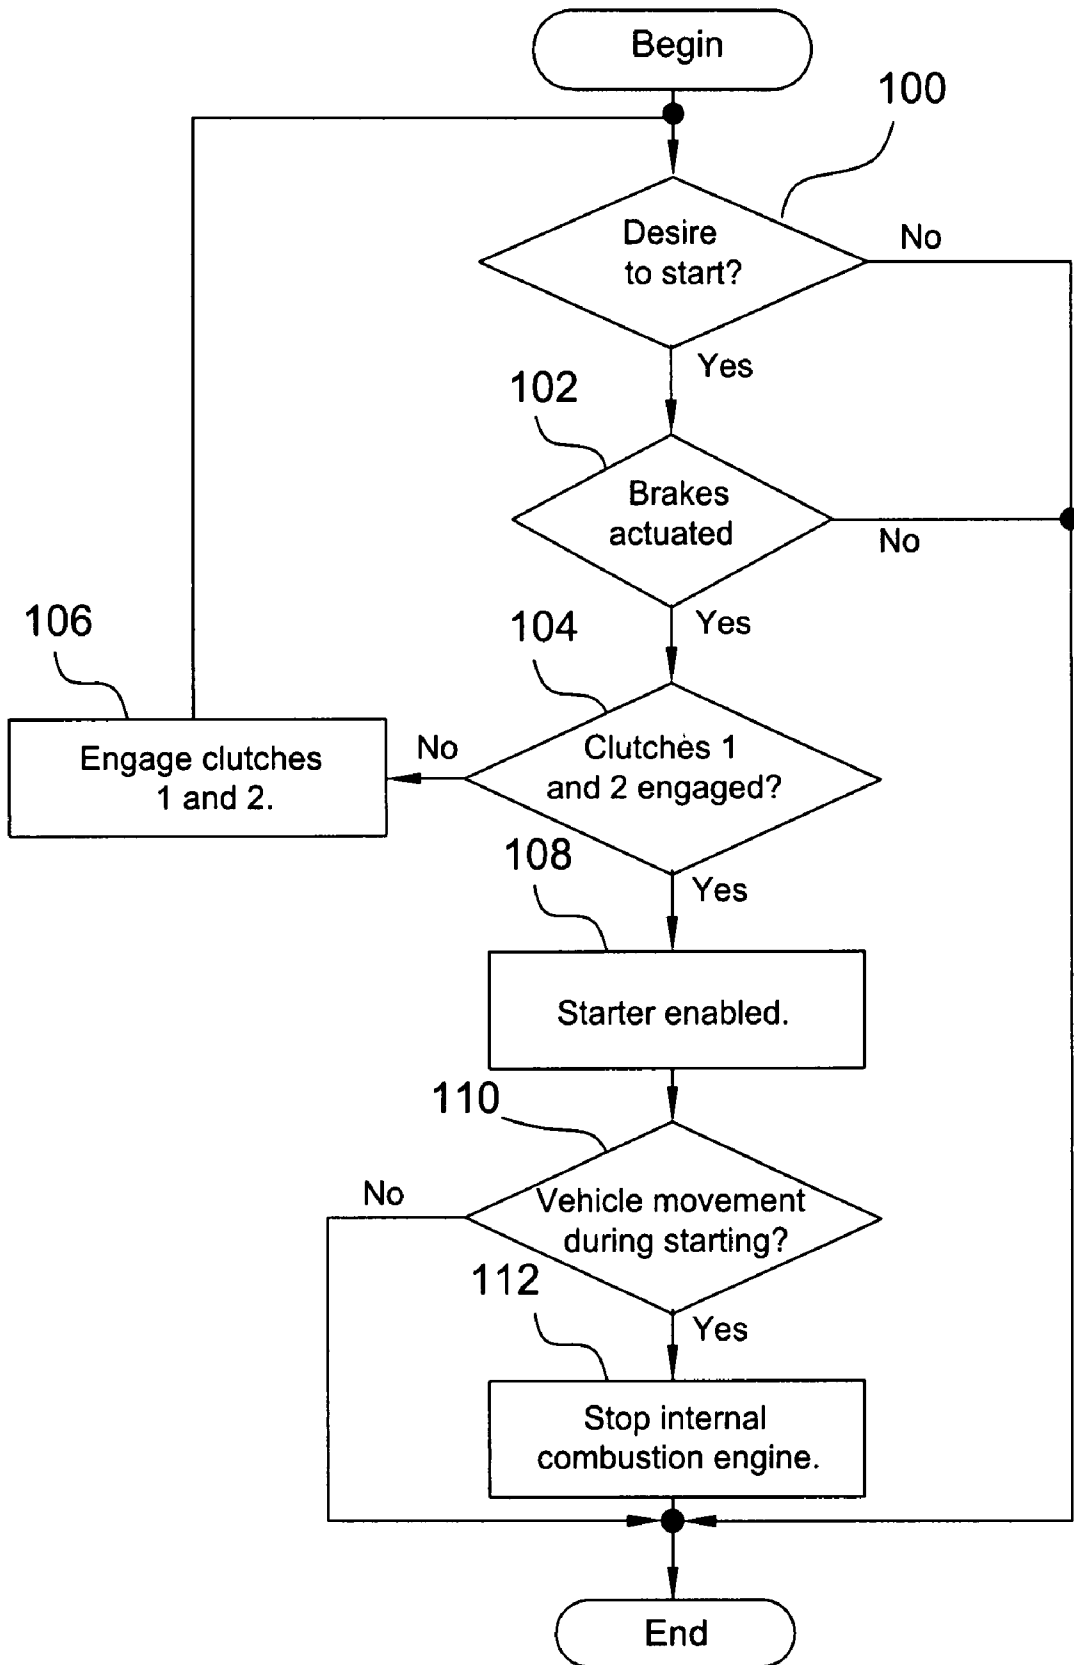 Begin
100
Desire
to start?
No
Yes
102
Brakes
actuated
No
Yes
104
106
Clutches 1
and 2 engaged?
No
Engage clutches
1 and 2.
Yes
108
Starter enabled.
110
No
Vehicle movement
during starting?
112
Yes
Stop internal
combustion engine.
End